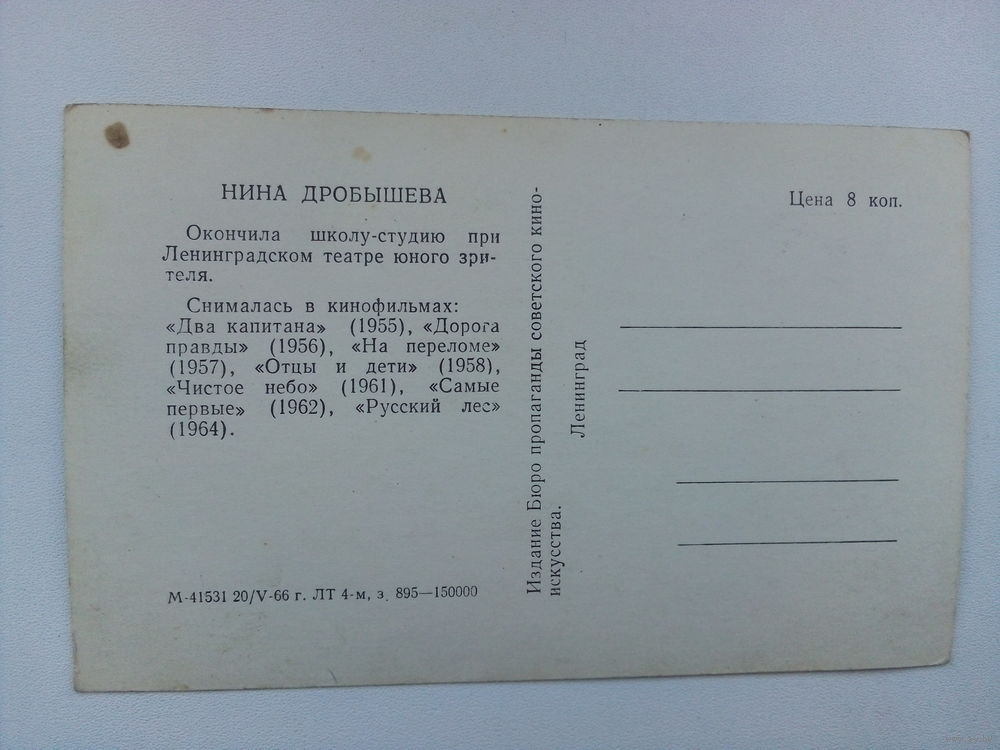 НИНА ДРОБЫШЕВА
Окончила школу-студию при
Ленинградском театре юного зри-
теля.
Снималась в кинофильмах:
«Два капитана» (1955), «Дорога
правды» (1956), «На переломе»
(1957), «Отцы и дети» (1958),
«Чистое небо» (1961), «Самые
первые» (1962), «Русский лес»
(1964).
М-41531 20/V-66 г. ЛТ 4-м, з. 895—150000
Издание Бюро пропаганды советского кино-
искусства.
Ленинград
Цена 8 коп.